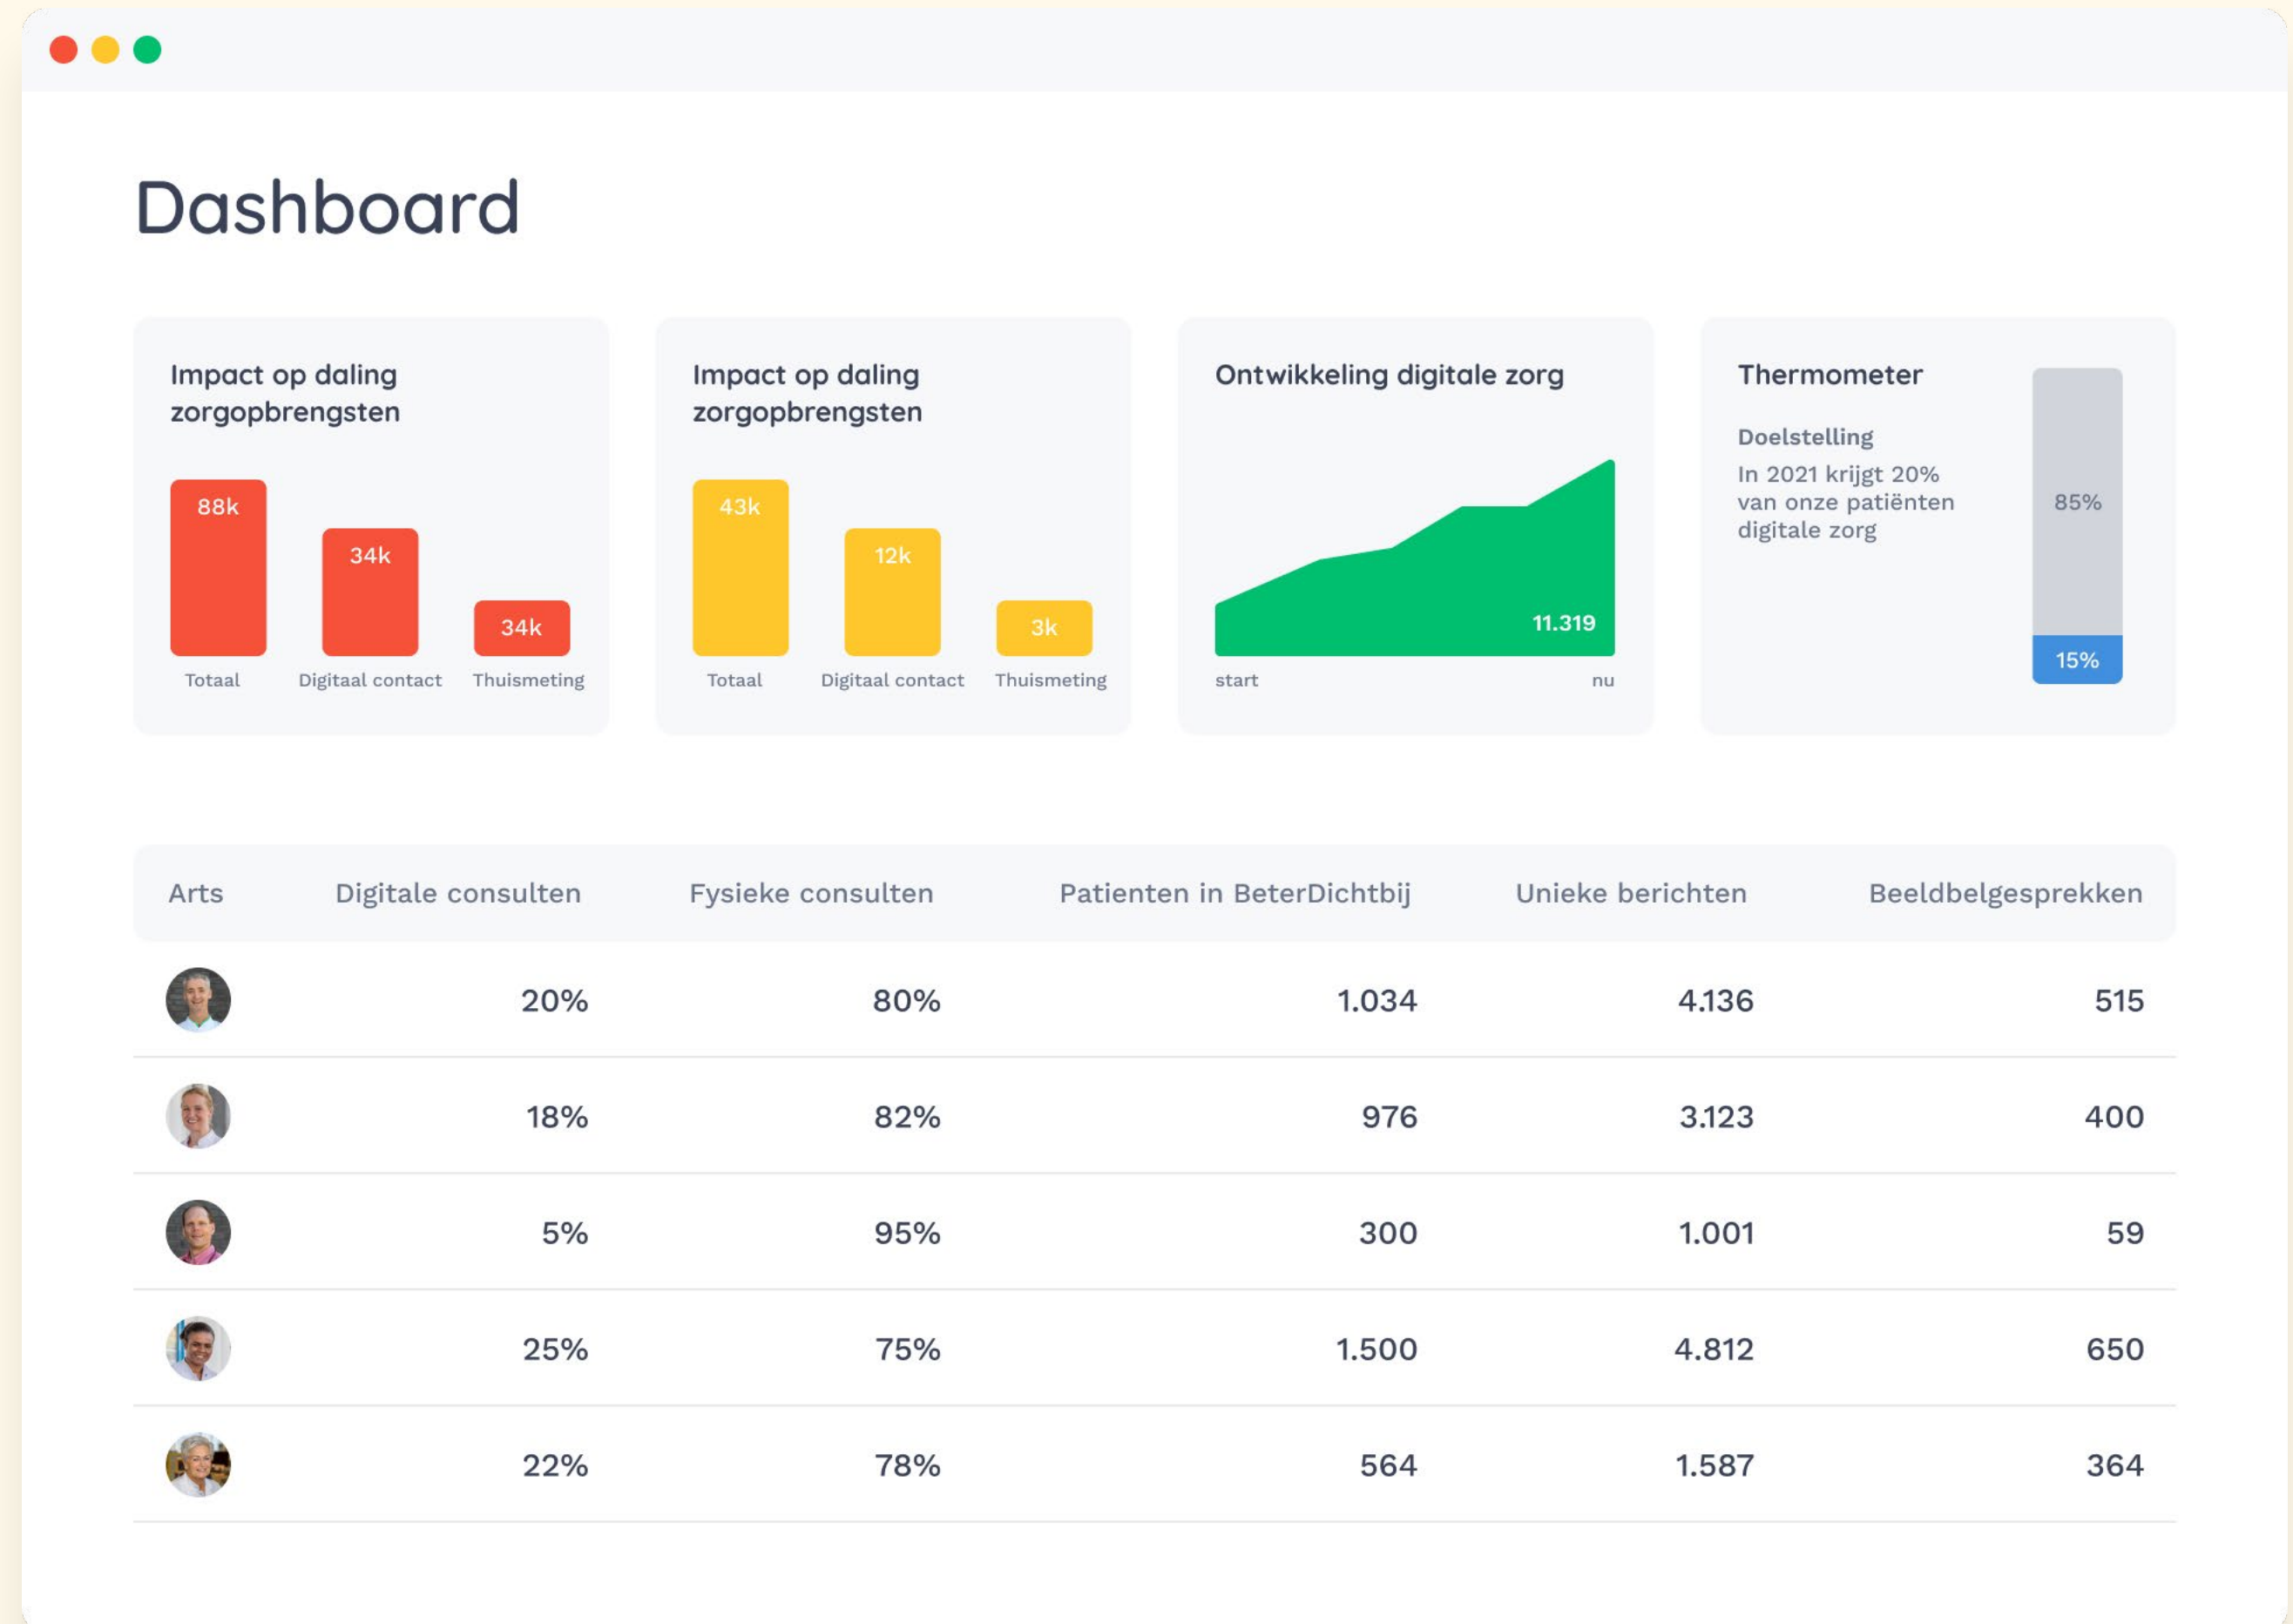 Dashboard
Impact op daling
zorgopbrengsten
88k
34k
34k
Totaal
Digitaal contact
Thuismeting
Impact op daling
zorgopbrengsten
43k
12k
3k
Totaal
Digitaal contact
Thuismeting
Ontwikkeling digitale zorg
11.319
start
nu
Thermometer
Doelstelling
In 2021 krijgt 20%
van onze patiënten
digitale zorg
85%
15%
Arts Digitale consulten Fysieke consulten Patienten in BeterDichtbij Unieke berichten Beeldbelgesprekken
20% 80% 1.034 4.136 515
18% 82% 976 3.123 400
5% 95% 300 1.001 59
25% 75% 1.500 4.812 650
22% 78% 564 1.587 364